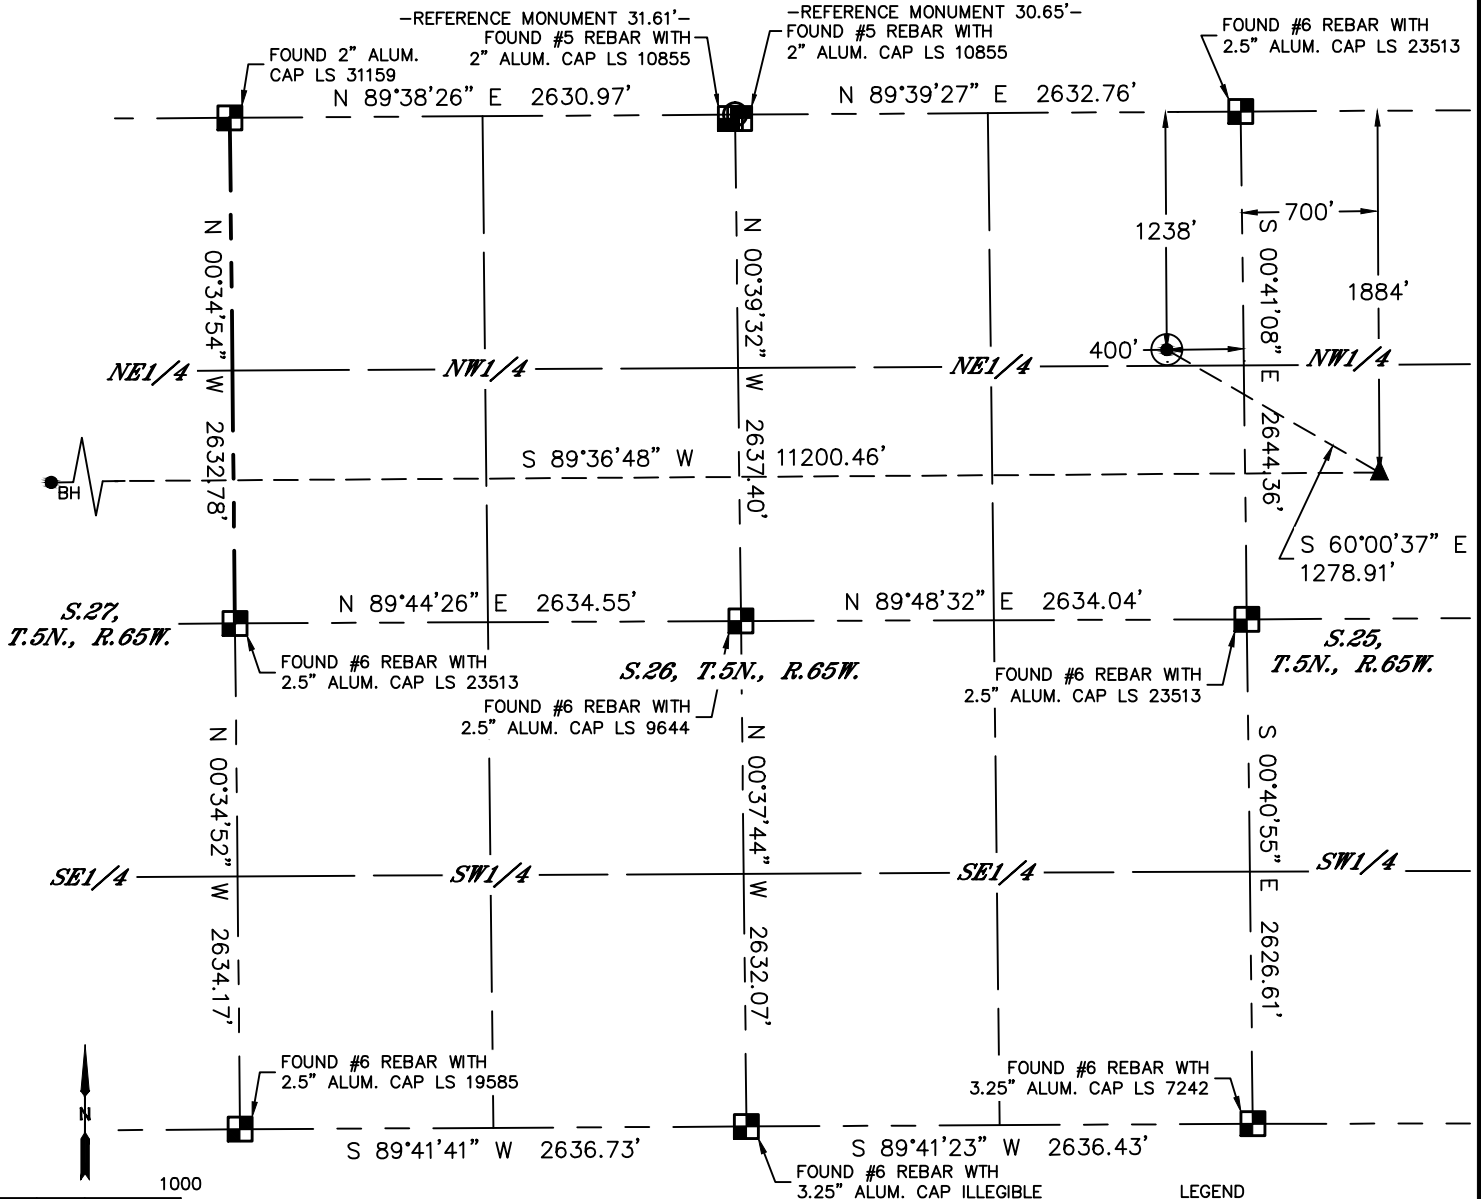 -REFERENCE MONUMENT 31.61'-
FOUND #5 REBAR WITH
2" ALUM. CAP LS 10855
-REFERENCE MONUMENT 30.65'-
FOUND #5 REBAR WITH
2" ALUM. CAP LS 10855
FOUND #6 REBAR WITH
2.5" ALUM. CAP LS 23513
FOUND 2" ALUM.
CAP LS 31159
N 89°38'26" E 2630.97'
N 89°39'27" E 2632.76'
N 00°34'54" W 2632.78'
N 00°39'32" W 2637.40'
S 00°41'08" E 2644.36'
700'
1238'
1884'
400'
NE1/4
NW1/4
NE1/4
NW1/4
S 89°36'48" W 11200.46'
BH
S 60°00'37" E
1278.91'
N 89°44'26" E 2634.55'
N 89°48'32" E 2634.04'
S.27,
T.5N., R.65W.
S.26, T.5N., R.65W.
S.25,
T.5N., R.65W.
FOUND #6 REBAR WITH
2.5" ALUM. CAP LS 23513
FOUND #6 REBAR WITH
2.5" ALUM. CAP LS 9644
FOUND #6 REBAR WITH
2.5" ALUM. CAP LS 23513
N 00°34'52" W 2634.17'
N 00°37'44" W 2632.07'
S 00°40'55" E 2626.61'
SE1/4
SW1/4
SE1/4
SW1/4
FOUND #6 REBAR WITH
2.5" ALUM. CAP LS 19585
FOUND #6 REBAR WTH
3.25" ALUM. CAP LS 7242
N
S 89°41'41" W 2636.73'
S 89°41'23" W 2636.43'
FOUND #6 REBAR WTH
3.25" ALUM. CAP ILLEGIBLE
1000
LEGEND